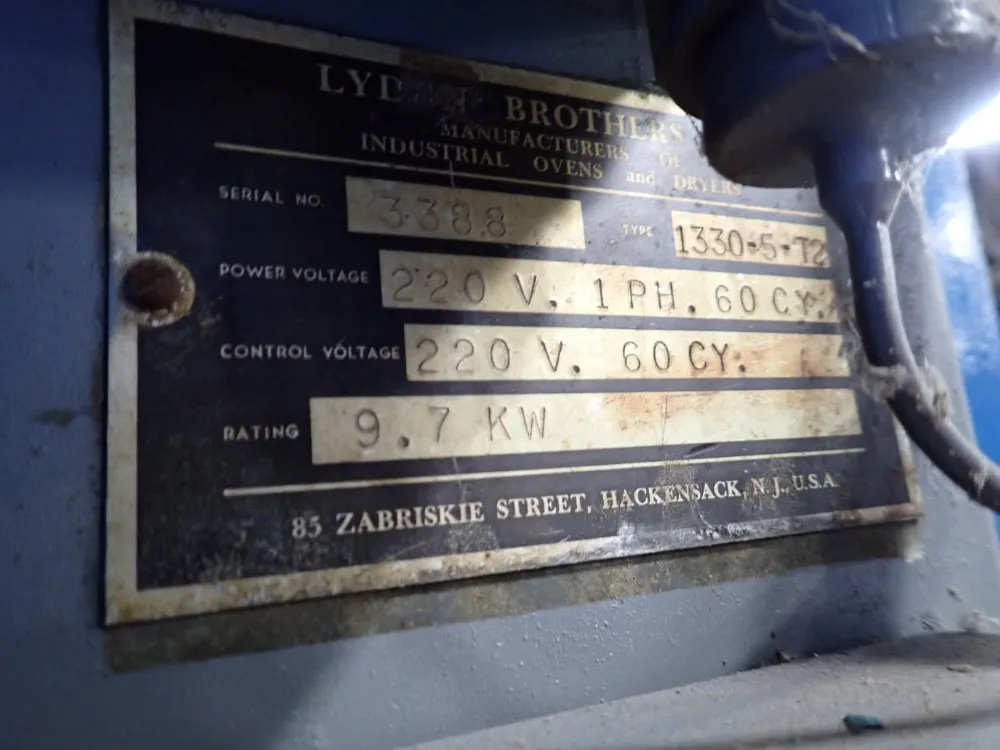 BROTHERS
MANUFACTURERS OF
INDUSTRIAL OVENS and DRYERS
SERIAL NO. 3388 TYPE 1330-5-T2
POWER VOLTAGE 220 V. 1 PH. 60 CY.
CONTROL VOLTAGE 220 V. 60 CY.
RATING 9.7 KW
85 ZABRISKIE STREET, HACKENSACK, N. J., U.S.A.